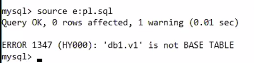 mysql> source e:pl.sql
Query OK, 0 rows affected, 1 warning (0.01 sec)
ERROR 1347 (HY000): 'db1.v1' is not BASE TABLE
mysql>